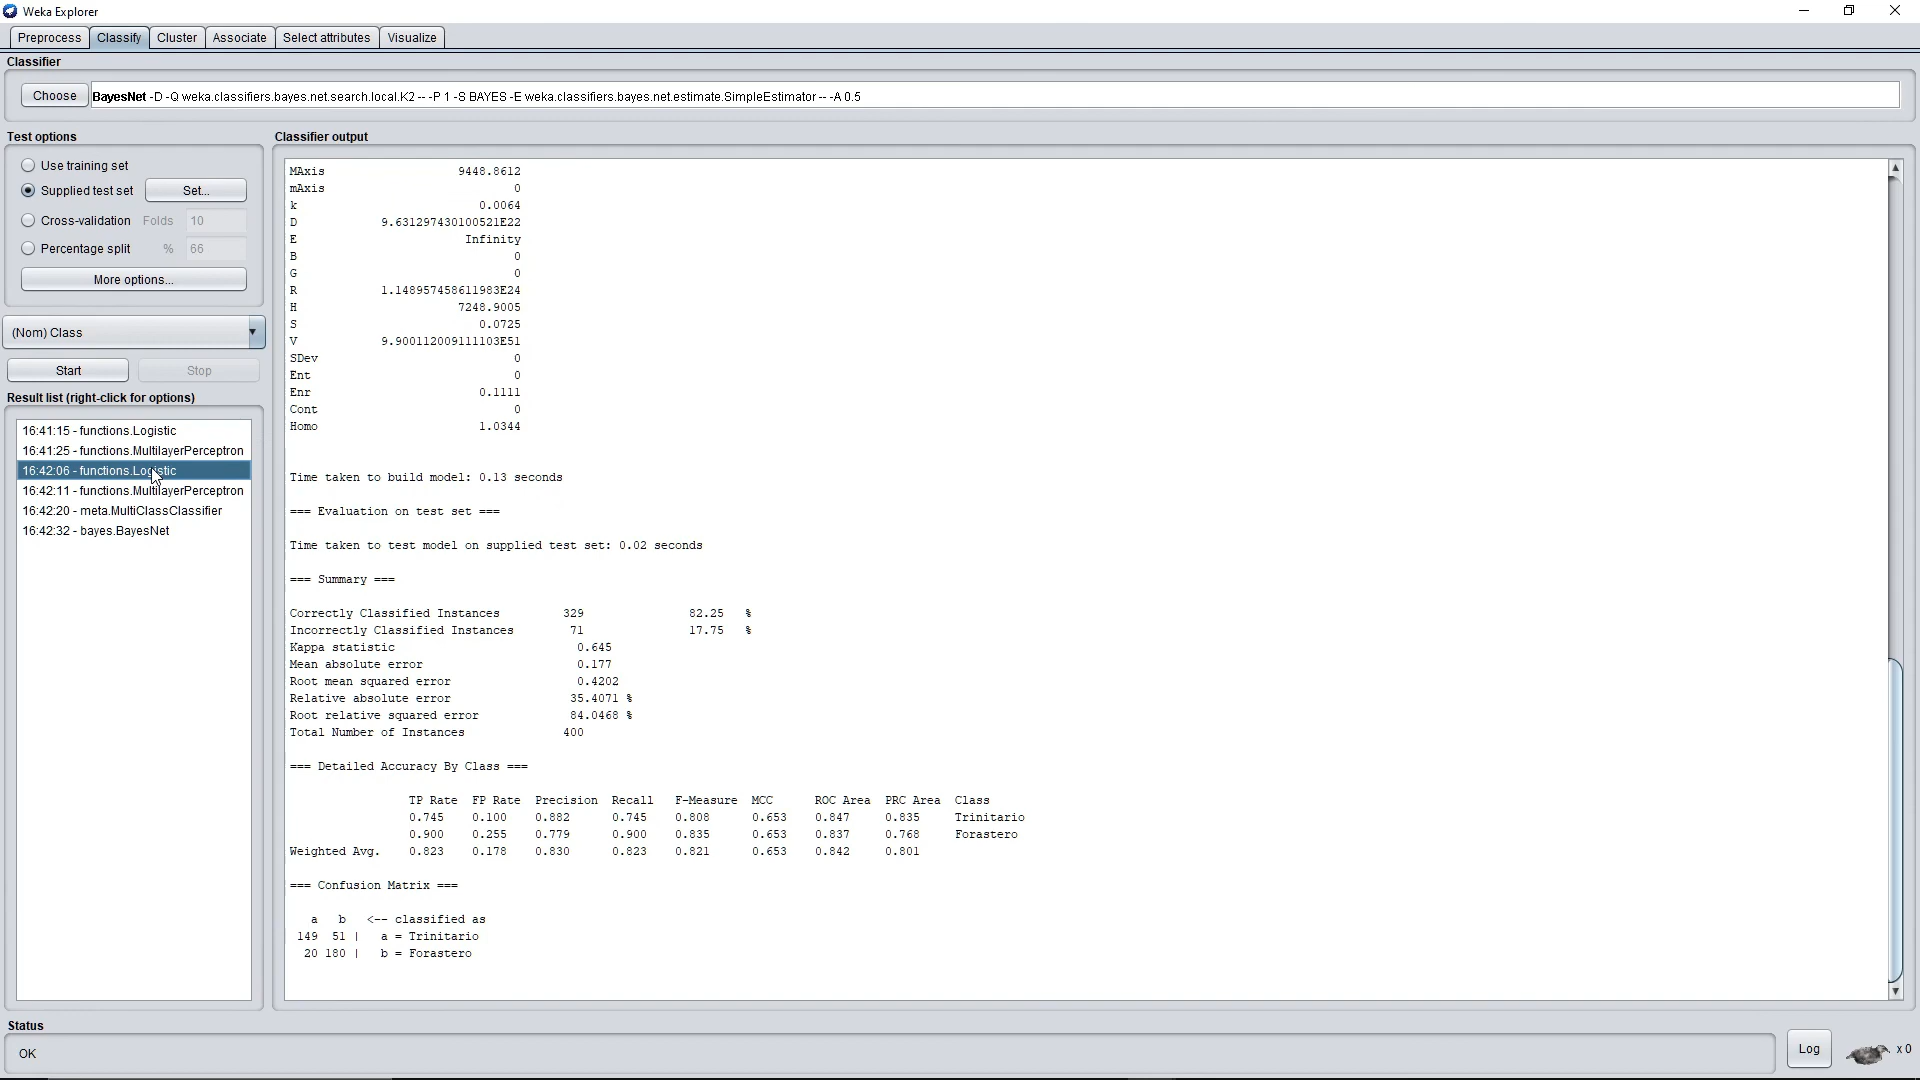 Weka Explorer
Preprocess Classify Cluster Associate Select attributes Visualize
Classifier
Choose BayesNet -D -Q weka.classifiers.bayes.net.search.local.K2 -- -P 1 -S BAYES -E weka.classifiers.bayes.net.estimate.SimpleEstimator -- -A 0.5
Test options
Use training set
Supplied test set Set...
Cross-validation Folds 10
Percentage split % 66
More options...
(Nom) Class
Start Stop
Result list (right-click for options)
16:41:15 - functions.Logistic
16:41:25 - functions.MultilayerPerceptron
16:42:06 - functions.Logistic
16:42:11 - functions.MultilayerPerceptron
16:42:20 - meta.MultiClassClassifier
16:42:32 - bayes.BayesNet
Classifier output
MAxis 9448.8612
mAxis 0
k 0.0064
D 9.631297430100521E22
E Infinity
B 0
G 0
R 1.148957458611983E24
H 7248.9005
S 0.0725
V 9.900112009111103E51
SDev 0
Ent 0
Enr 0.1111
Cont 0
Homo 1.0344
Time taken to build model: 0.13 seconds
=== Evaluation on test set ===
Time taken to test model on supplied test set: 0.02 seconds
=== Summary ===
Correctly Classified Instances 329 82.25 %
Incorrectly Classified Instances 71 17.75 %
Kappa statistic 0.645
Mean absolute error 0.177
Root mean squared error 0.4202
Relative absolute error 35.4071 %
Root relative squared error 84.0468 %
Total Number of Instances 400
=== Detailed Accuracy By Class ===
TP Rate FP Rate Precision Recall F-Measure MCC ROC Area PRC Area Class
0.745 0.100 0.882 0.745 0.808 0.653 0.847 0.835 Trinitario
0.900 0.255 0.779 0.900 0.835 0.653 0.837 0.768 Forastero
Weighted Avg. 0.823 0.178 0.830 0.823 0.821 0.653 0.842 0.801
=== Confusion Matrix ===
a b <-- classified as
149 51 | a = Trinitario
20 180 | b = Forastero
Status
OK
Log x 0